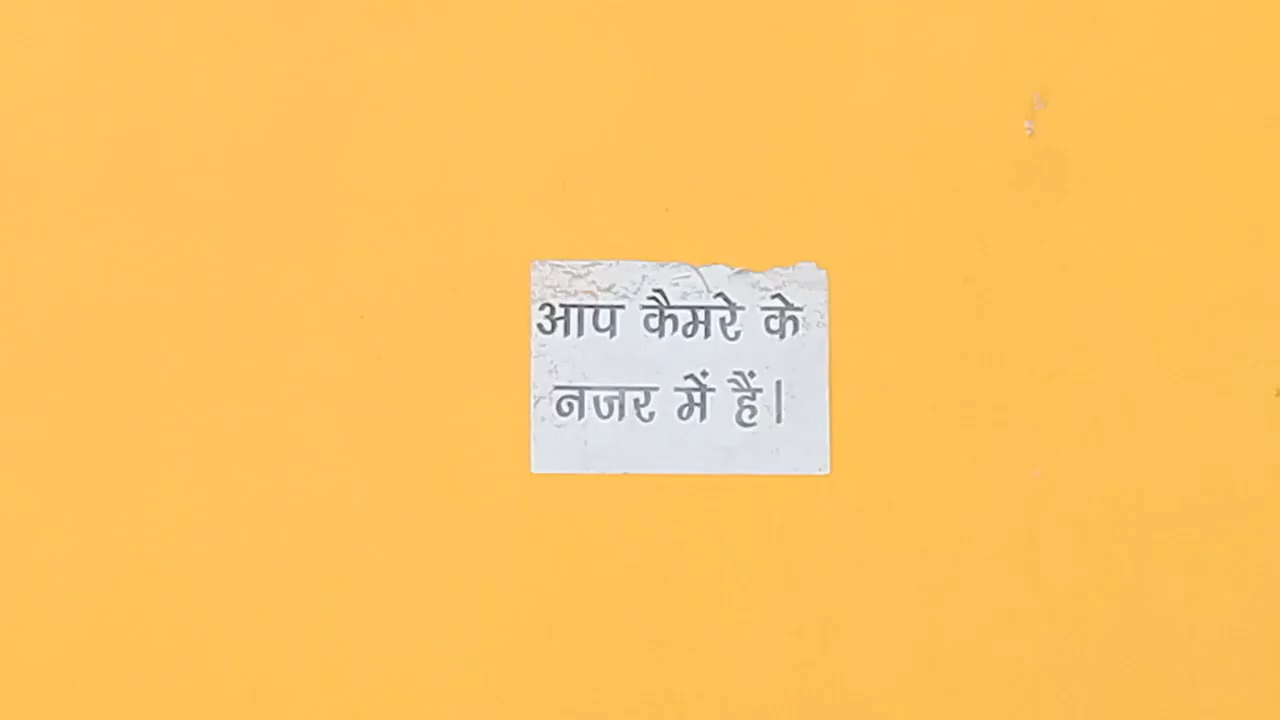 आप कैमरे के
नजर में हैं।